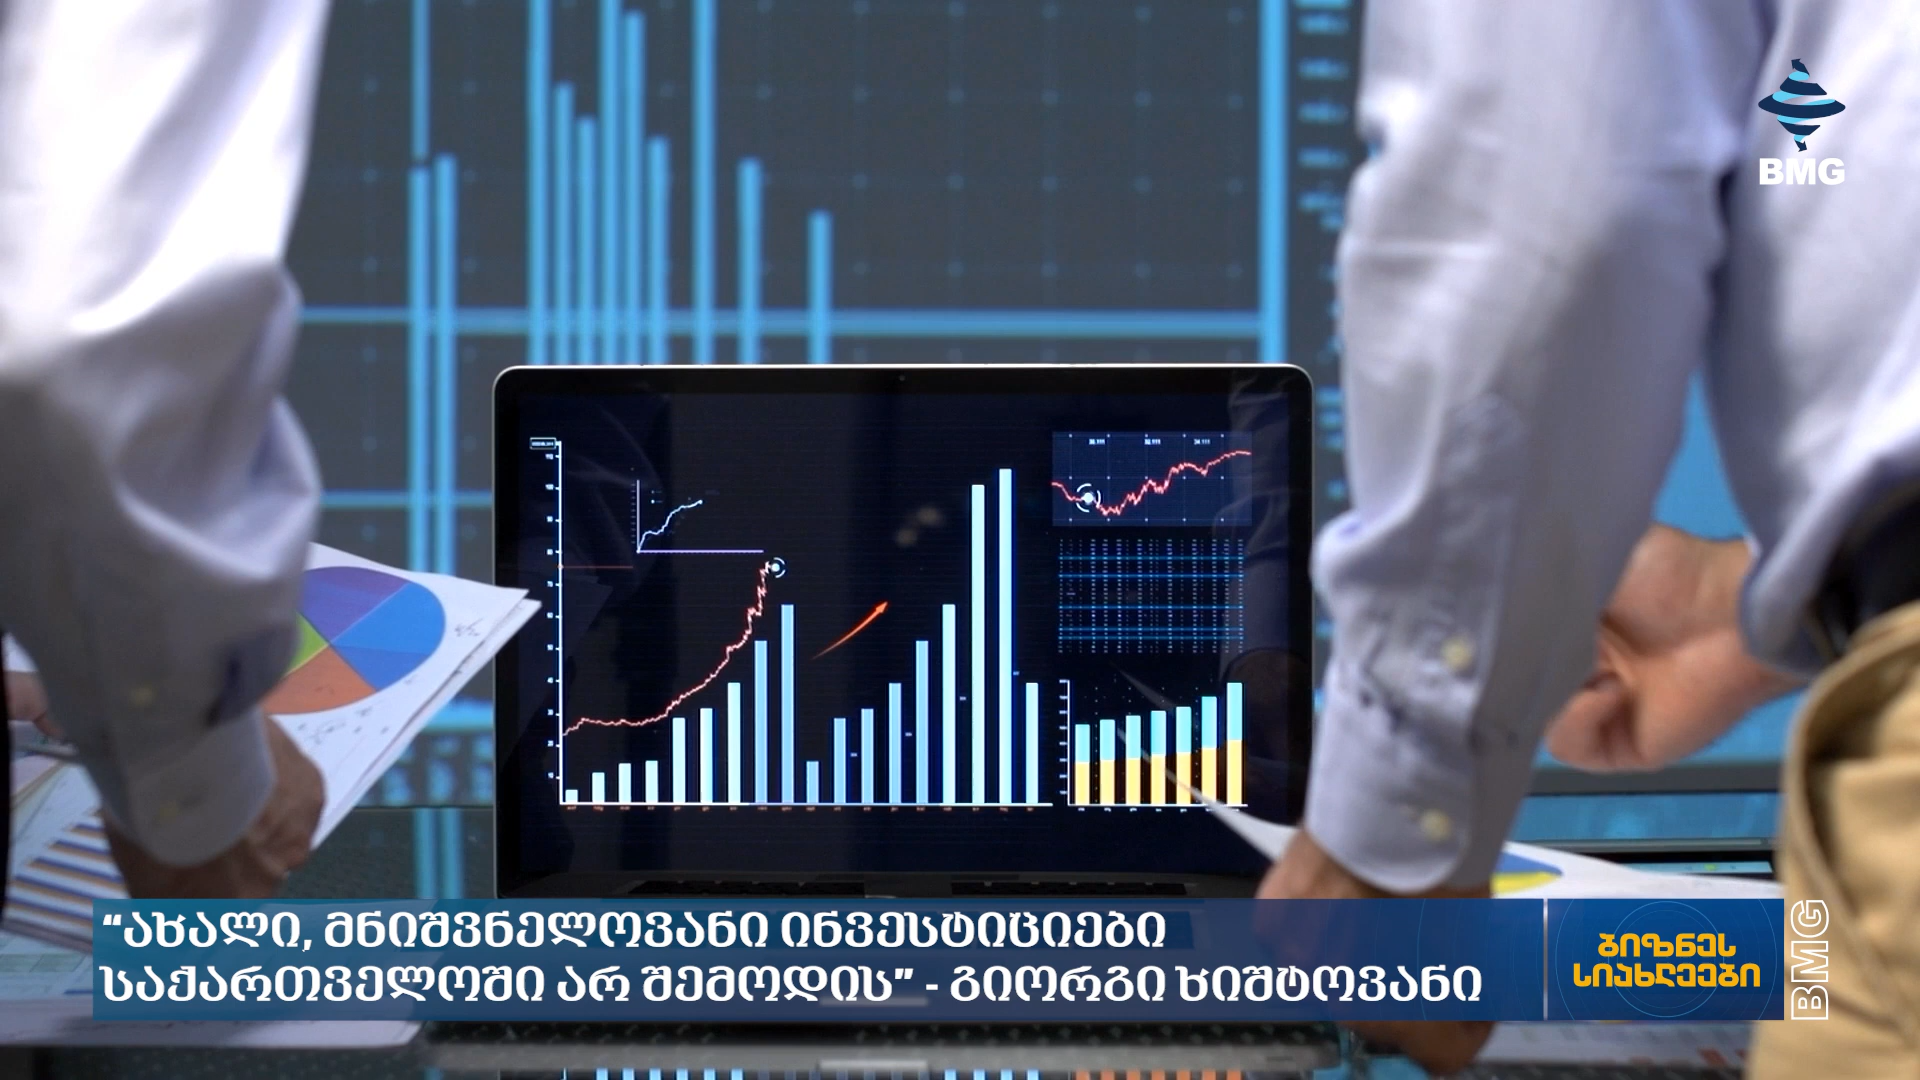 BMG
“ახალი, მნიშვნელოვანი ინვესტიციები
საქართველოში არ შემოდის” - გიორგი ხიშტოვანი
ბიზნეს
სიახლეები
BMG